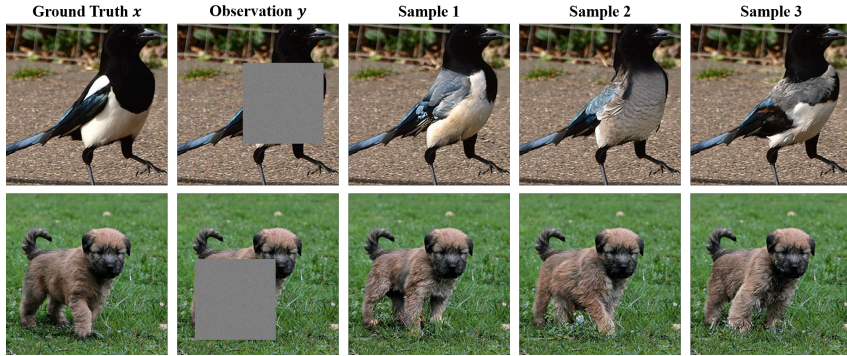 Ground Truth x
Observation y
Sample 1
Sample 2
Sample 3